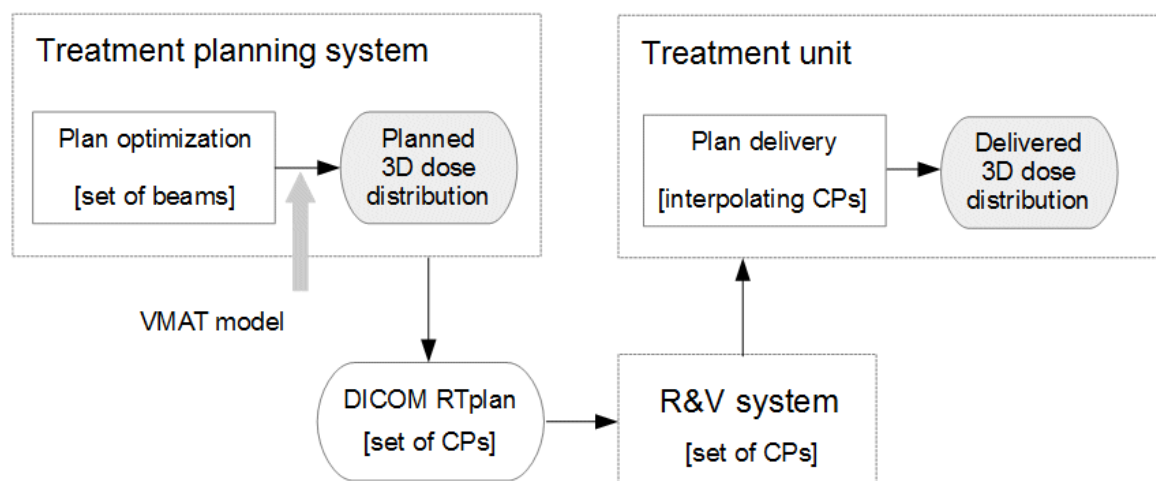 Treatment planning system
Plan optimization
[set of beams]
Planned
3D dose
distribution
VMAT model
DICOM RTplan
[set of CPs]
R&V system
[set of CPs]
Treatment unit
Plan delivery
[interpolating CPs]
Delivered
3D dose
distribution